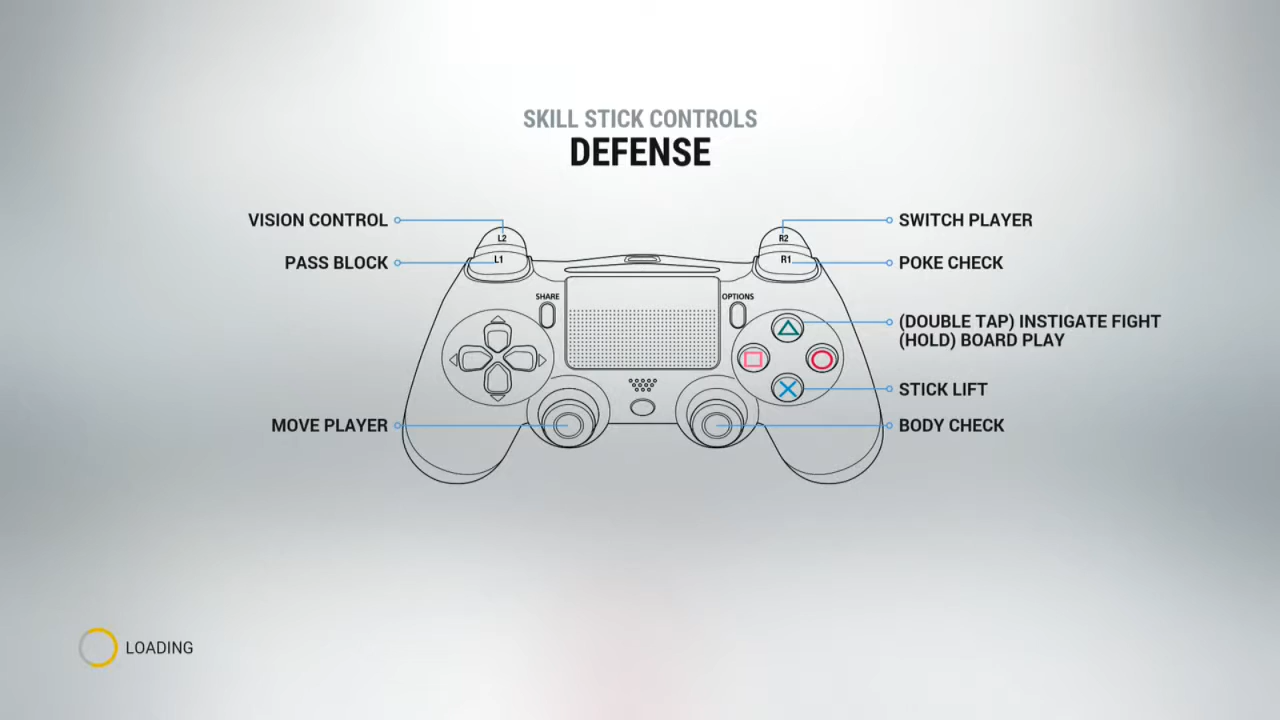 SKILL STICK CONTROLS
DEFENSE
VISION CONTROL
SWITCH PLAYER
L2
R2
PASS BLOCK
L1
R1
POKE CHECK
SHARE
OPTIONS
(DOUBLE TAP) INSTIGATE FIGHT
(HOLD) BOARD PLAY
STICK LIFT
MOVE PLAYER
BODY CHECK
LOADING